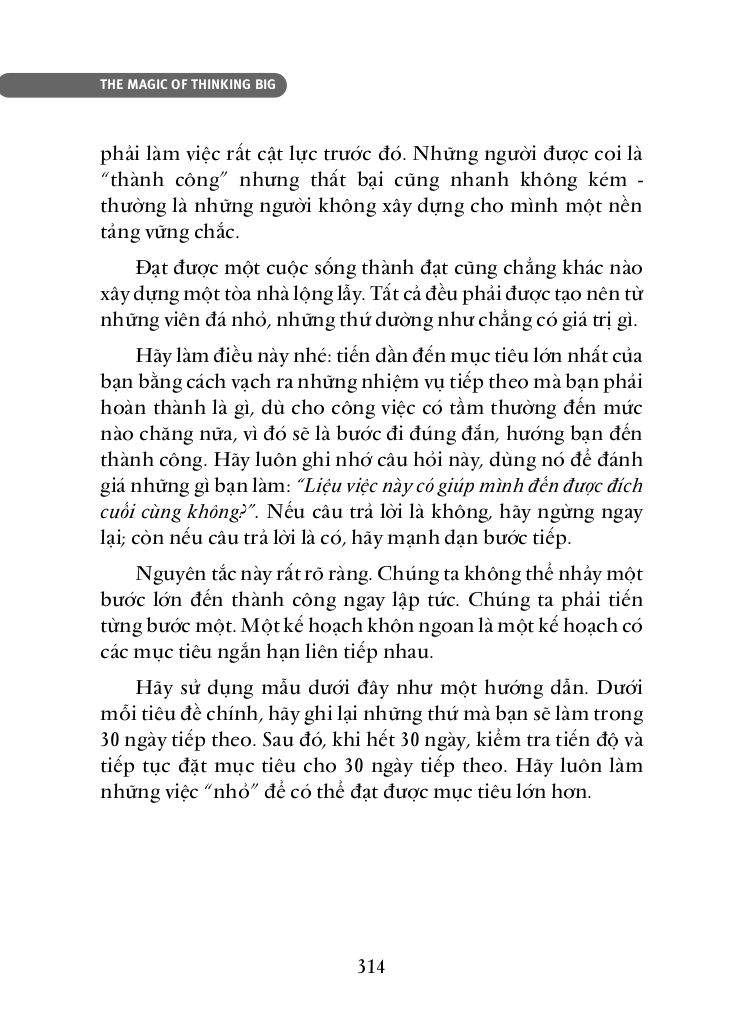 THE MAGIC OF THINKING BIG
phải làm việc rất cật lực trước đó. Những người được coi là
“thành công” nhưng thất bại cũng nhanh không kém -
thường là những người không xây dựng cho mình một nền
tảng vững chắc.
Đạt được một cuộc sống thành đạt cũng chẳng khác nào
xây dựng một tòa nhà lộng lẫy. Tất cả đều phải được tạo nên từ
những viên đá nhỏ, những thứ dường như chẳng có giá trị gì.
Hãy làm điều này nhé: tiến dần đến mục tiêu lớn nhất của
bạn bằng cách vạch ra những nhiệm vụ tiếp theo mà bạn phải
hoàn thành là gì, dù cho công việc có tầm thường đến mức
nào chăng nữa, vì đó sẽ là bước đi đúng đắn, hướng bạn đến
thành công. Hãy luôn ghi nhớ câu hỏi này, dùng nó để đánh
giá những gì bạn làm: “Liệu việc này có giúp mình đến được đích
cuối cùng không?”. Nếu câu trả lời là không, hãy ngừng ngay
lại; còn nếu câu trả lời là có, hãy mạnh dạn bước tiếp.
Nguyên tắc này rất rõ ràng. Chúng ta không thể nhảy một
bước lớn đến thành công ngay lập tức. Chúng ta phải tiến
từng bước một. Một kế hoạch khôn ngoan là một kế hoạch có
các mục tiêu ngắn hạn liên tiếp nhau.
Hãy sử dụng mẫu dưới đây như một hướng dẫn. Dưới
mỗi tiêu đề chính, hãy ghi lại những thứ mà bạn sẽ làm trong
30 ngày tiếp theo. Sau đó, khi hết 30 ngày, kiểm tra tiến độ và
tiếp tục đặt mục tiêu cho 30 ngày tiếp theo. Hãy luôn làm
những việc “nhỏ” để có thể đạt được mục tiêu lớn hơn.
314